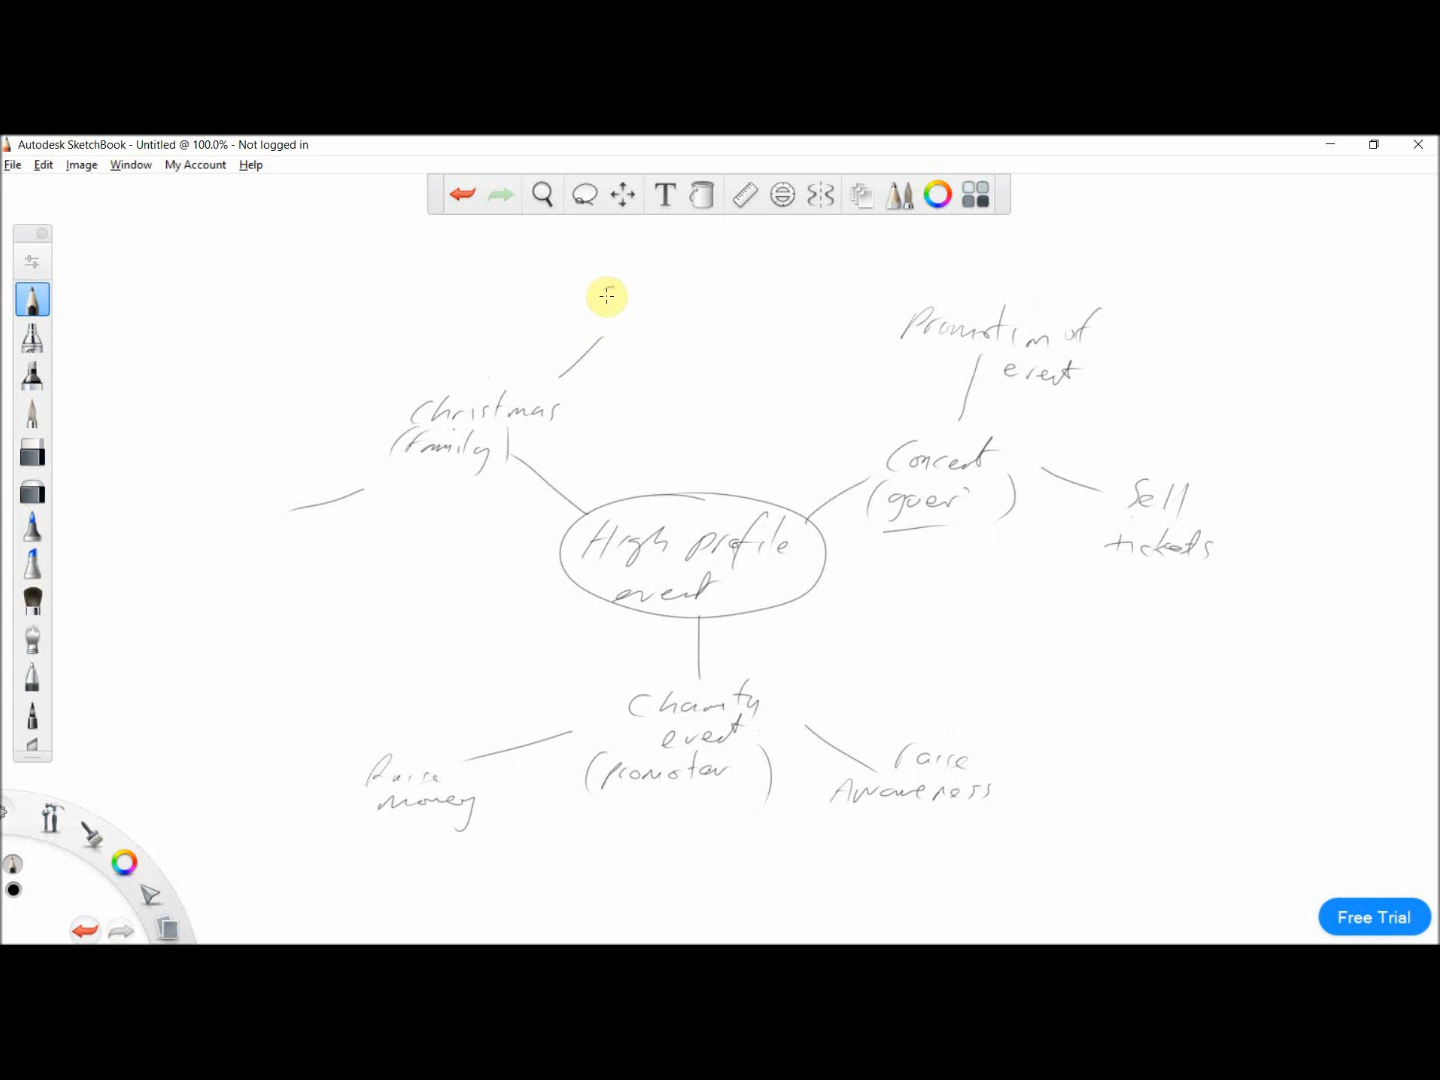 Autodesk SketchBook - Untitled @ 100.0% - Not logged in
File Edit Image Window My Account Help
T
Promotion of
event
Christmas
(family)
Concert
(goer)
Sell
tickets
High profile
event
Charity
event
(promoter)
Raise
money
raise
Awareness
Free Trial